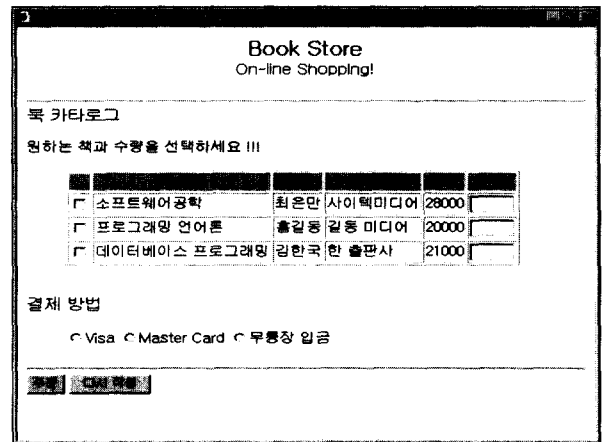 Book Store
On-line Shopping!
북 카타로그
원하는 책과 수량을 선택하세요 !!!
소프트웨어공학 최은만 사이텍미디어 28000
프로그래밍 언어론 홍길동 길동 미디어 20000
데이터베이스 프로그래밍 김한국 한 출판사 21000
결제 방법
Visa Master Card 무통장 입금